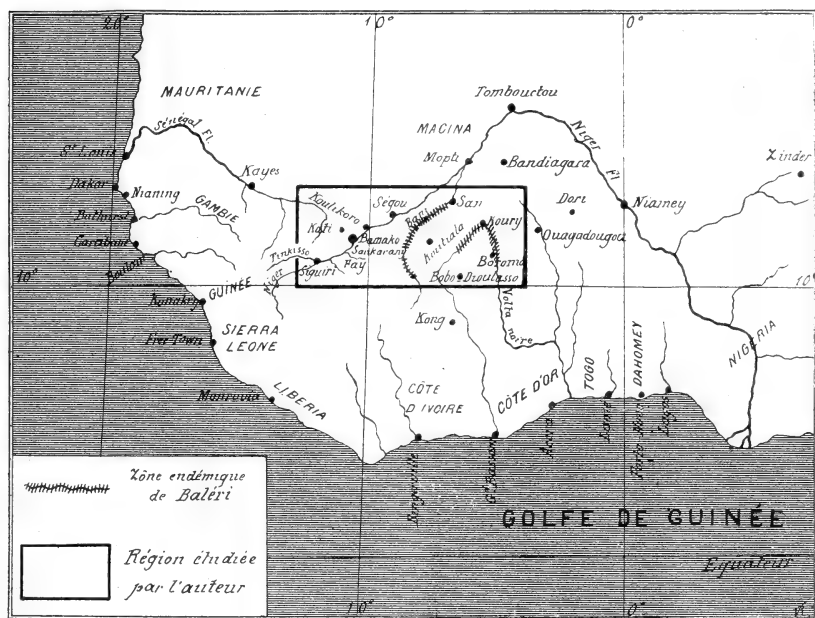 20°
10°
0°
MAURITANIE
Tombouctou
Sénégal Fl
MACINA
Niger Fl
St Louis
Mopti
Bandiagara
Zinder
Kayes
Dakar
Nianing
Koulikoro
Ségou
San
Dori
Niamey
GAMBIE
Bathurst
Kati
Bani
Koury
Ouagadougou
Koutiala
Bamako
Sankarani
Carabane
Tinkisso
Boromo
Siguiri
Fay
Bobo Dioulasso
10°
10°
Niger
GUINÉE
Konakry
Volta noire
Kong
SIERRA LEONE
Free Town
NIGERIA
DAHOMEY
TOGO
CÔTE D'OR
CÔTE D'IVOIRE
LIBERIA
Monrovia
Accra
Lomé
Porto Novo
Lagos
Bingerville
Gd Bassam
Zône endémique
de Baléri
GOLFE DE GUINÉE
Région étudiée
par l'auteur
Equateur
10°
0°